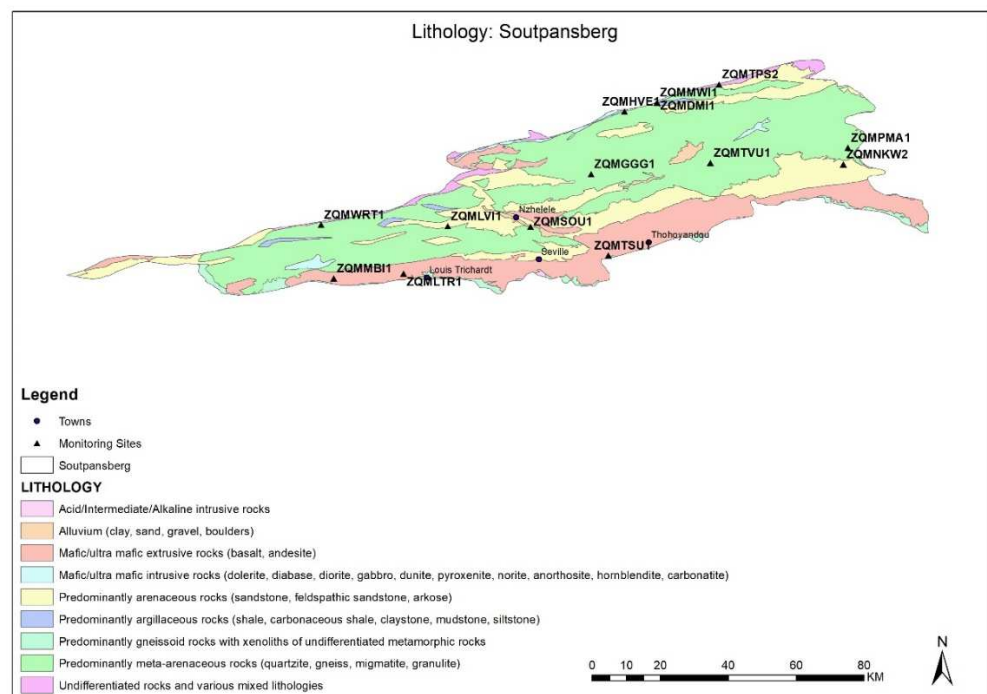 Lithology: Soutpansberg
ZQMTPS2
ZQMMWI1
ZQMHVE1
ZQMDMI1
ZQMPMA1
ZQMTVU1
ZQMNKW2
ZQMGGG1
Nzhelele
ZQMWRT1
ZQMLVI1
ZQMSOU1
Thohoyandou
ZQMTSU1
Seville
ZQMMBI1
Louis Trichardt
ZQMLTR1
Legend
Towns
Monitoring Sites
Soutpansberg
LITHOLOGY
Acid/Intermediate/Alkaline intrusive rocks
Alluvium (clay, sand, gravel, boulders)
Mafic/ultra mafic extrusive rocks (basalt, andesite)
Mafic/ultra mafic intrusive rocks (dolerite, diabase, diorite, gabbro, dunite, pyroxenite, norite, anorthosite, hornblendite, carbonatite)
Predominantly arenaceous rocks (sandstone, feldspathic sandstone, arkose)
Predominantly argillaceous rocks (shale, carbonaceous shale, claystone, mudstone, siltstone)
Predominantly gneissoid rocks with xenoliths of undifferentiated metamorphic rocks
Predominantly meta-arenaceous rocks (quartzite, gneiss, migmatite, granulite)
Undifferentiated rocks and various mixed lithologies
N
0 10 20 40 60 80
KM